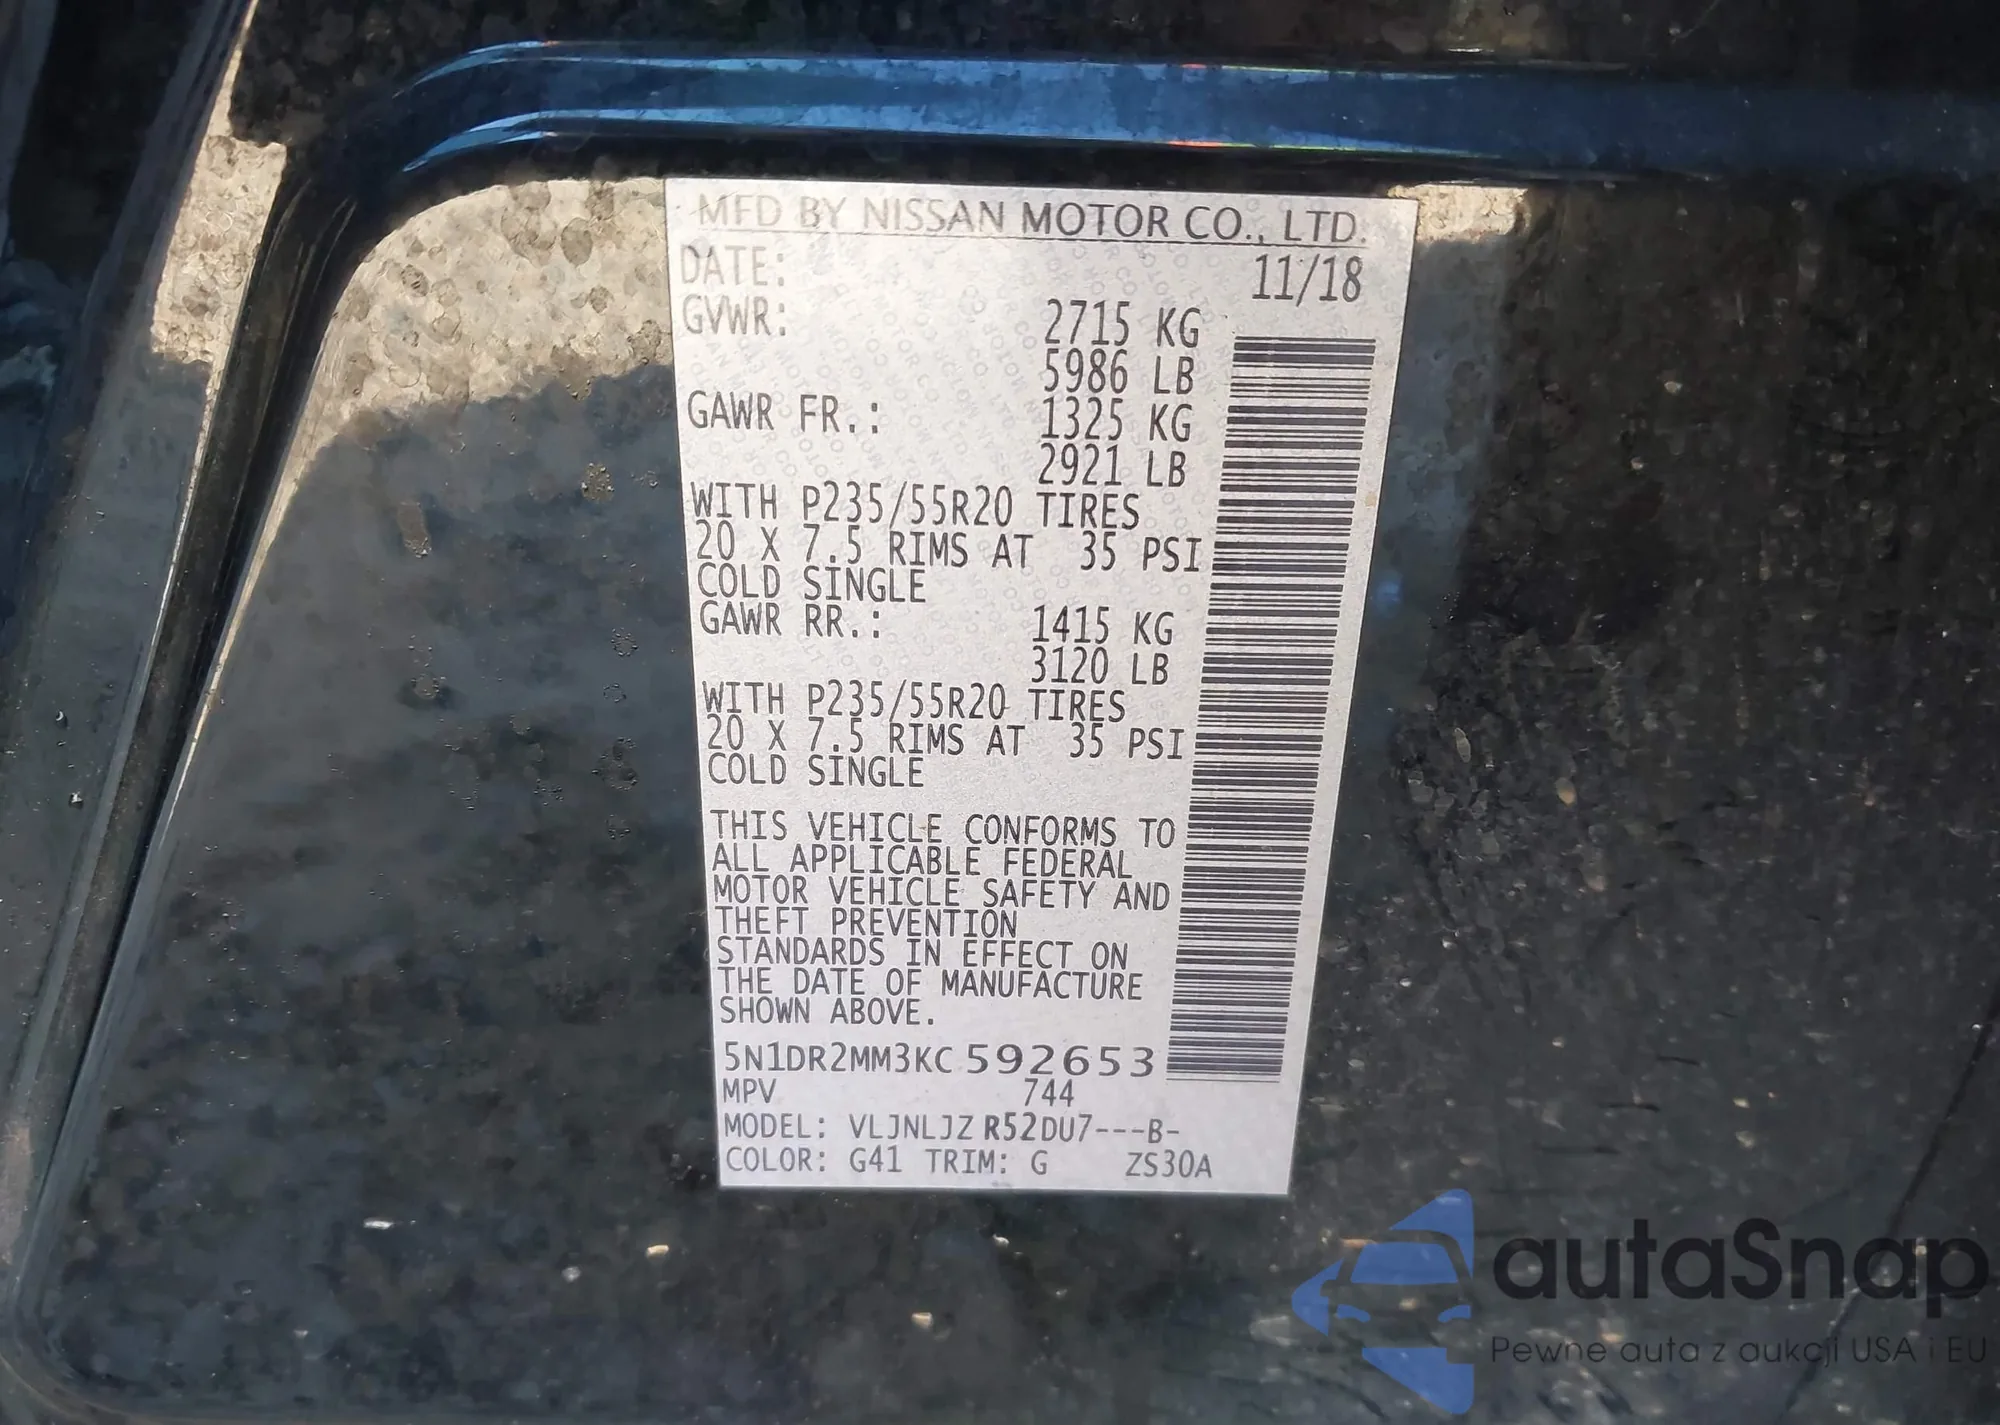 MFD BY NISSAN MOTOR CO., LTD.
DATE: 11/18
GVWR: 2715 KG
5986 LB
GAWR FR.: 1325 KG
2921 LB
WITH P235/55R20 TIRES
20 X 7.5 RIMS AT 35 PSI
COLD SINGLE
GAWR RR.: 1415 KG
3120 LB
WITH P235/55R20 TIRES
20 X 7.5 RIMS AT 35 PSI
COLD SINGLE
THIS VEHICLE CONFORMS TO
ALL APPLICABLE FEDERAL
MOTOR VEHICLE SAFETY AND
THEFT PREVENTION
STANDARDS IN EFFECT ON
THE DATE OF MANUFACTURE
SHOWN ABOVE.
5N1DR2MM3KC592653
MPV 744
MODEL: VLJNLJZ R52DU7---B-
COLOR: G41 TRIM: G ZS30A
autaSnap
Pewne auta z aukcji USA i EU